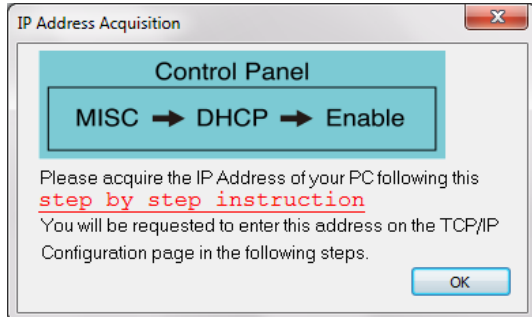 IP Address Acquisition
x
Control Panel
MISC → DHCP → Enable
Please acquire the IP Address of your PC following this
step by step instruction
You will be requested to enter this address on the TCP/IP
Configuration page in the following steps.
OK